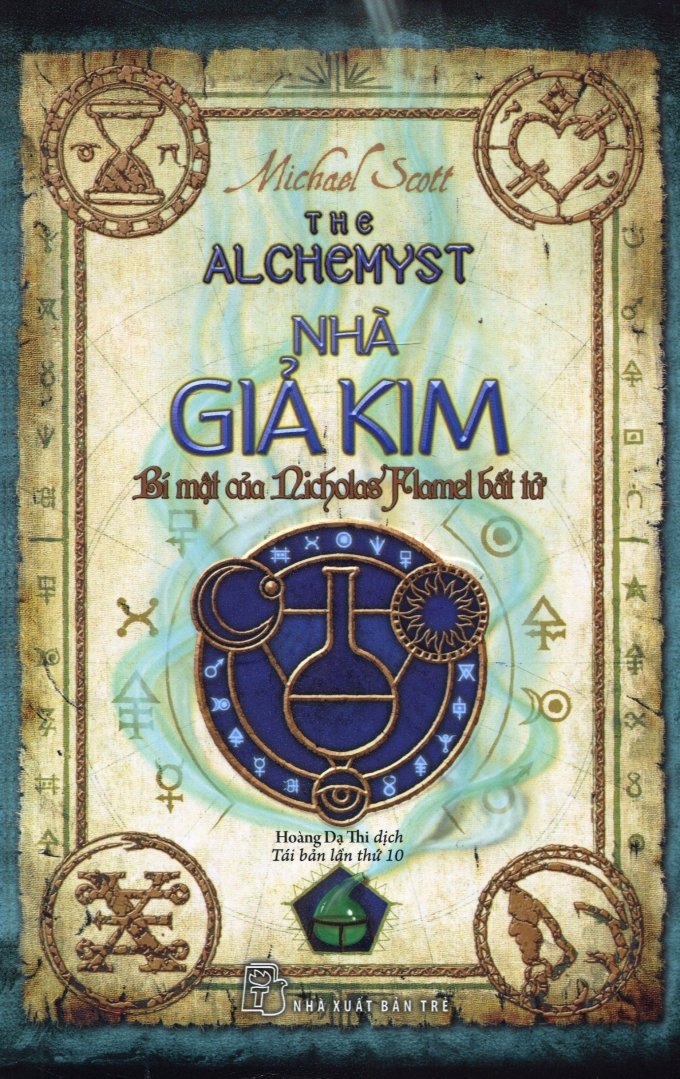 Michael Scott
THE
ALCHEMYST
NHÀ
GIẢ KIM
Bí mật của Nicholas Flamel bất tử
Hoàng Dạ Thi dịch
Tái bản lần thứ 10
NHÀ XUẤT BẢN TRẺ